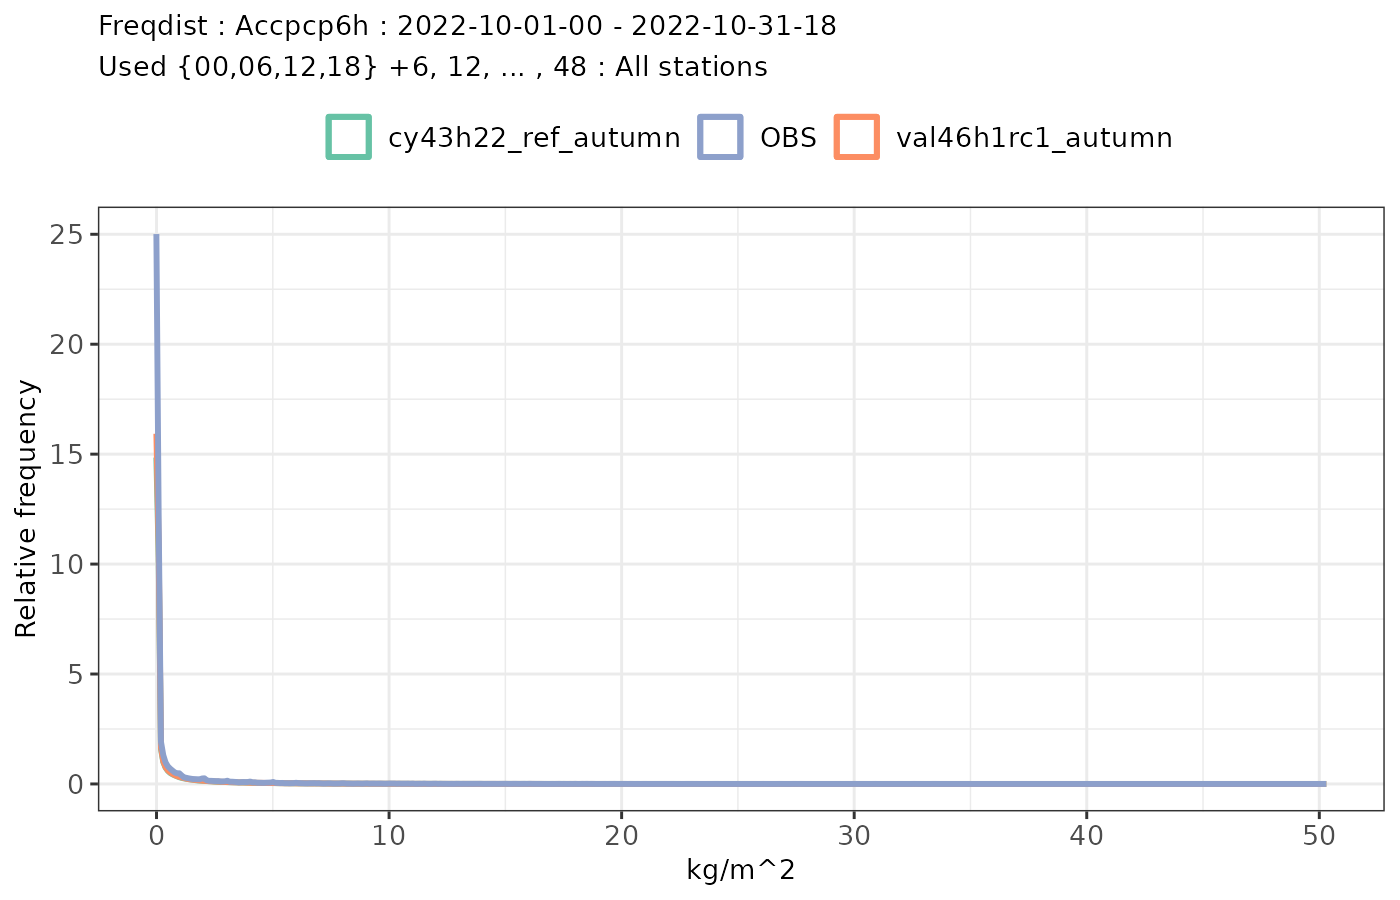 Freqdist : Accpcp6h : 2022-10-01-00 - 2022-10-31-18
Used {00,06,12,18} +6, 12, ... , 48 : All stations
cy43h22_ref_autumn OBS val46h1rc1_autumn
25
20
15
10
5
0
Relative frequency
0 10 20 30 40 50
kg/m^2